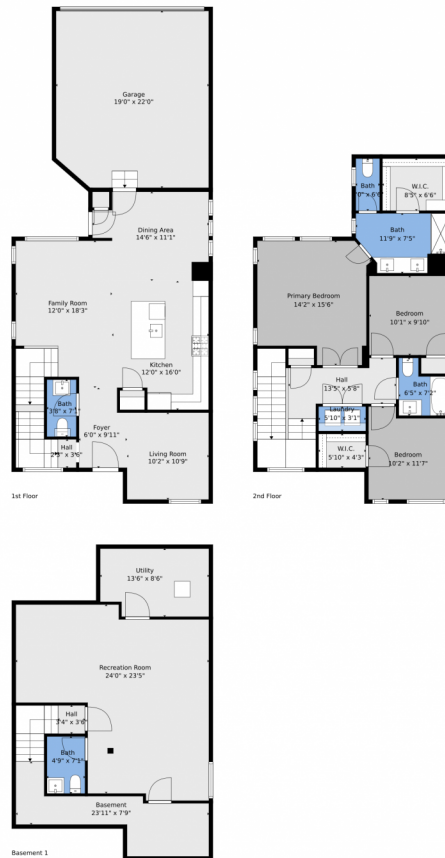 Garage
19'0" x 22'0"
Dining Area
14'6" x 11'1"
Family Room
12'0" x 18'3"
Kitchen
12'0" x 16'0"
Bath
3'8" x 7'1"
Foyer
6'0" x 9'11"
Hall
Living Room
10'2" x 10'9"
1st Floor
Bath
W.I.C.
8'5" x 6'6"
Bath
11'9" x 7'5"
Primary Bedroom
14'2" x 15'6"
Bedroom
10'1" x 9'10"
Hall
13'5" x 5'8"
Bath
6'5" x 7'2"
Laundry
5'10" x 3'1"
W.I.C.
5'10" x 4'3"
Bedroom
10'2" x 11'7"
2nd Floor
Utility
13'6" x 8'6"
Recreation Room
24'0" x 23'5"
Hall
3'4" x 3'6"
Bath
4'9" x 7'1"
Basement
23'11" x 7'9"
Basement 1